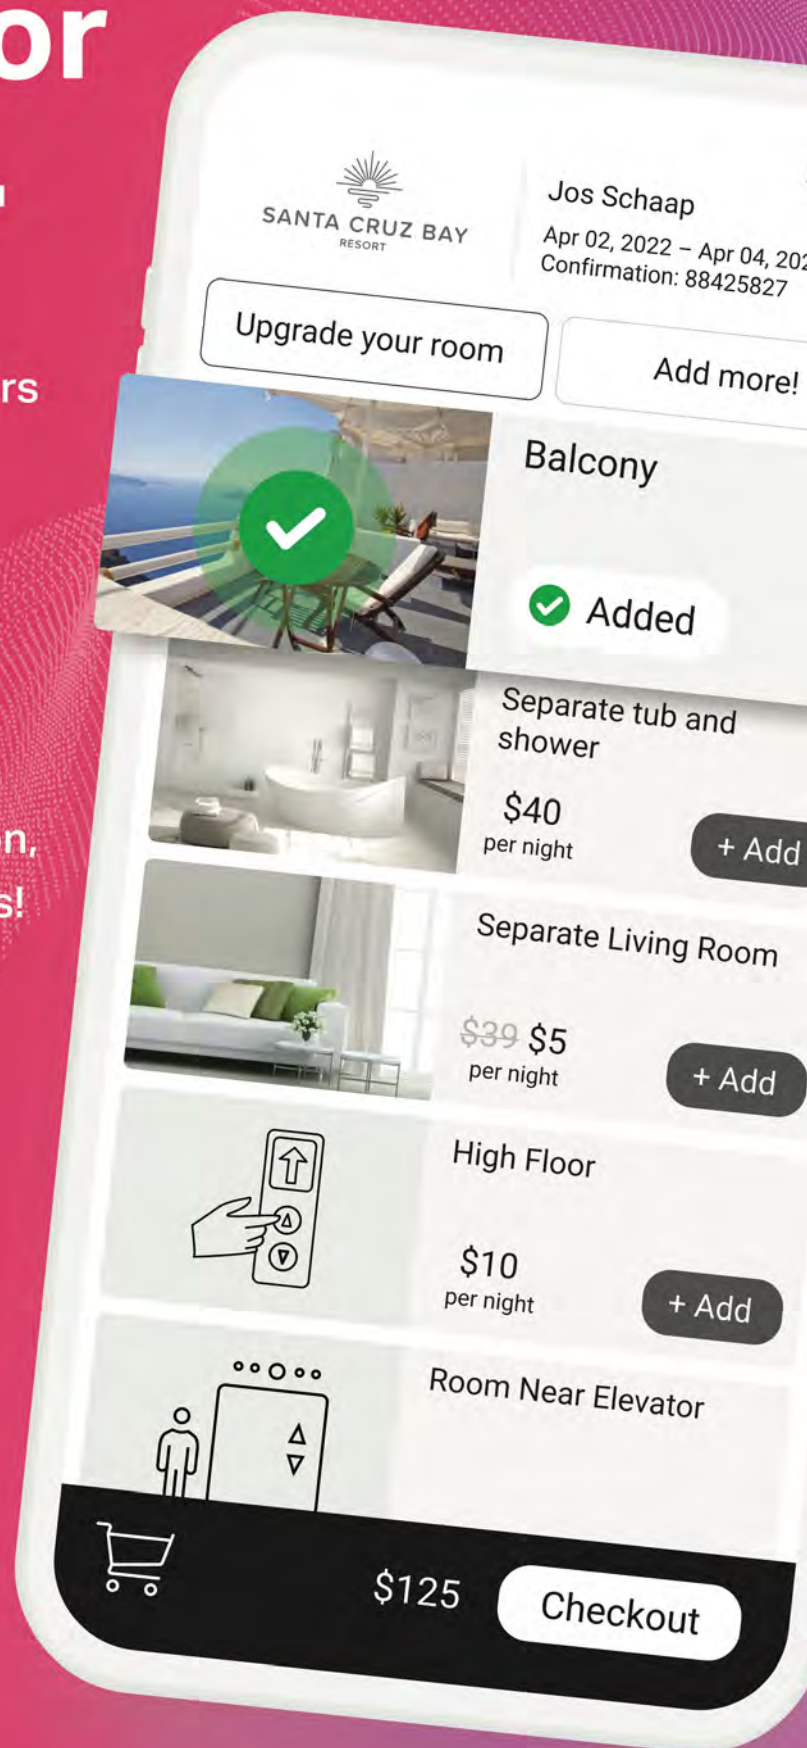 or
rs
n,
s!
SANTA CRUZ BAY
RESORT
Jos Schaap
Apr 02, 2022 – Apr 04, 202
Confirmation: 88425827
Upgrade your room
Add more!
Balcony
Added
Separate tub and
shower
$40
per night
+ Add
Separate Living Room
$39 $5
per night
+ Add
High Floor
$10
per night
+ Add
Room Near Elevator
$125
Checkout